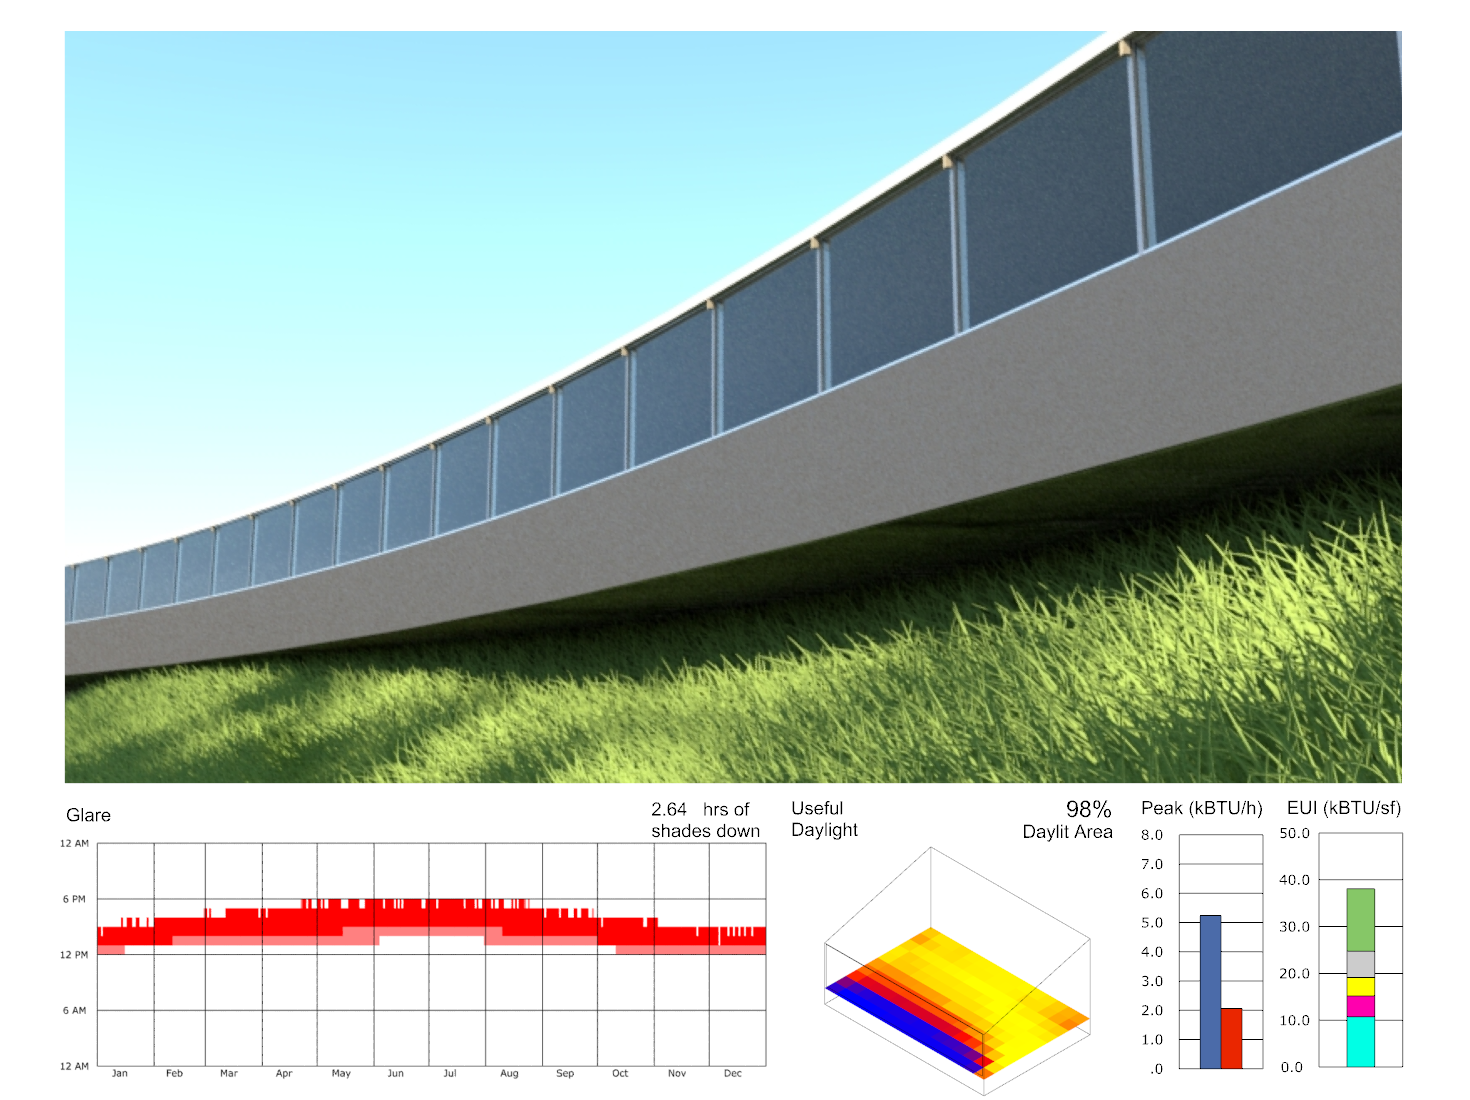 Glare
2.64 hrs of
shades down
12 AM
6 PM
12 PM
6 AM
12 AM
Jan Feb Mar Apr May Jun Jul Aug Sep Oct Nov Dec
Useful
Daylight
98%
Daylit Area
Peak (kBTU/h)
8.0
7.0
6.0
5.0
4.0
3.0
2.0
1.0
.0
EUI (kBTU/sf)
50.0
40.0
30.0
20.0
10.0
0.0